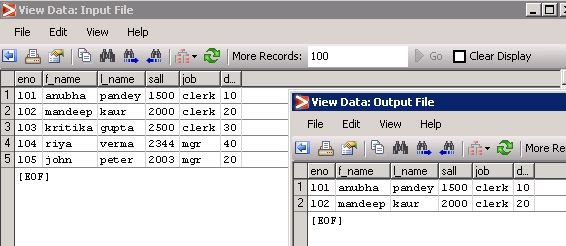 View Data: Input File
File Edit View Help
More Records: 100 Go Clear Display
eno f_name l_name sall job d...
1 101 anubha pandey 1500 clerk 10
2 102 mandeep kaur 2000 clerk 20
3 103 kritika gupta 2500 clerk 30
4 104 riya verma 2344 mgr 40
5 105 john peter 2003 mgr 20
[EOF]
View Data: Output File
File Edit View Help
More Re
eno f_name l_name sall job d...
1 101 anubha pandey 1500 clerk 10
2 102 mandeep kaur 2000 clerk 20
[EOF]